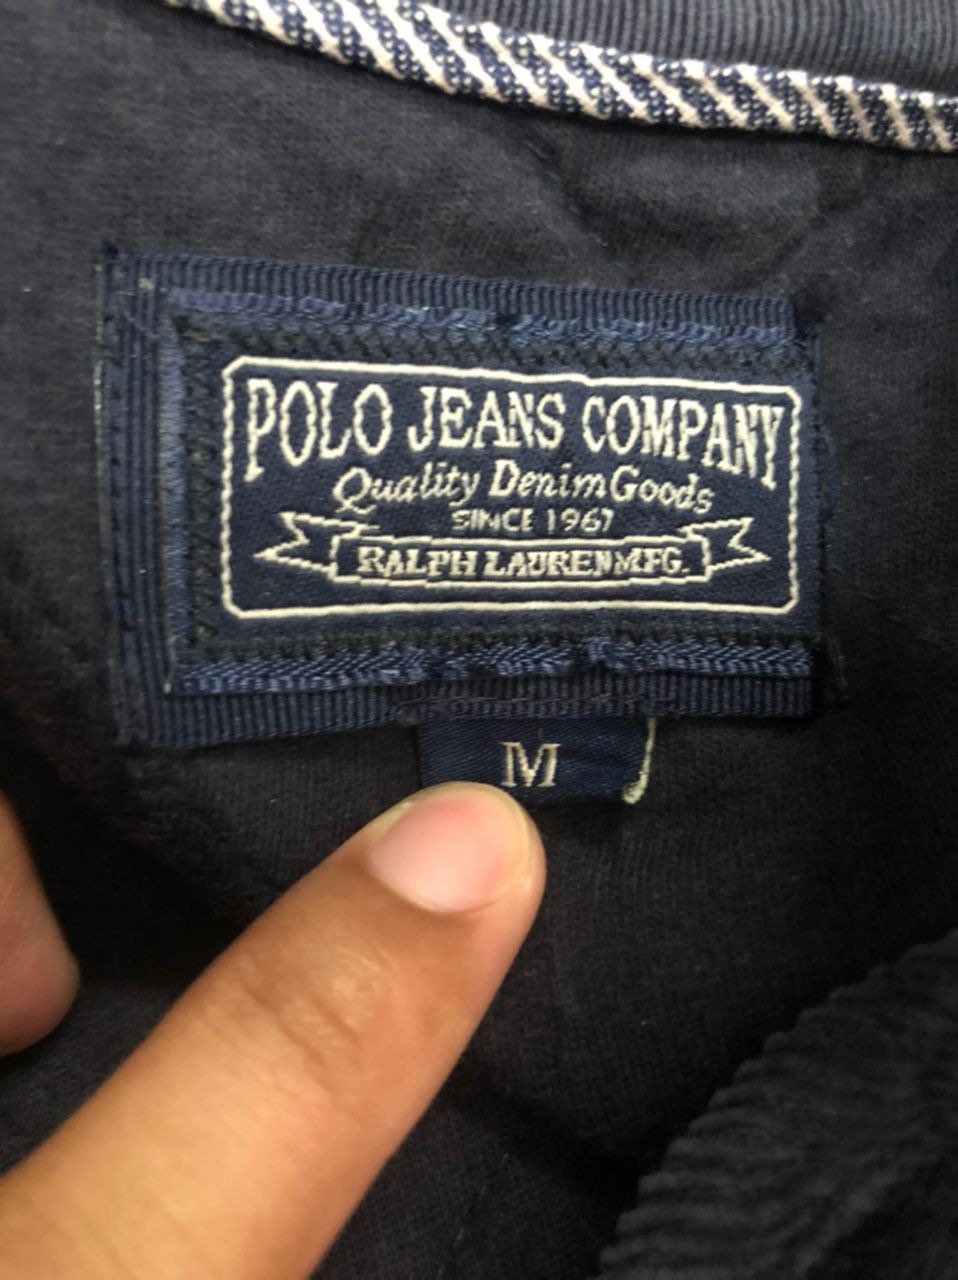 POLO JEANS COMPANY
Quality Denim Goods
SINCE 1967
RALPH LAUREN MFG.
M